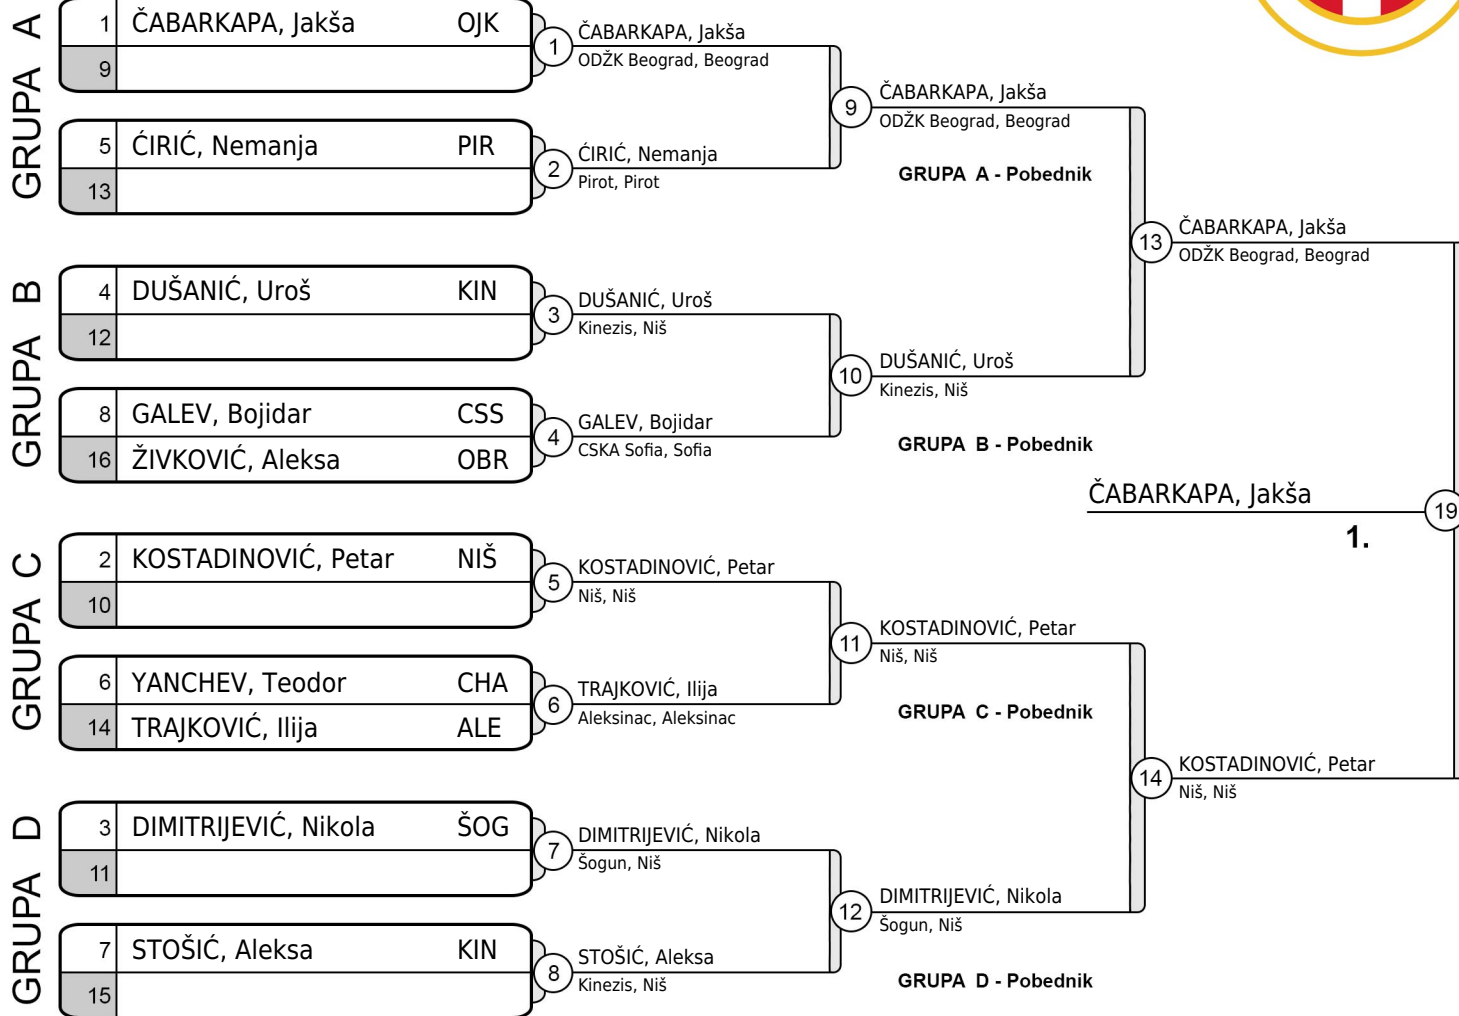 GRUPA A
1 ČABARKAPA, Jakša OJK
9
5 ĆIRIĆ, Nemanja PIR
13
GRUPA B
4 DUŠANIĆ, Uroš KIN
12
8 GALEV, Bojidar CSS
16 ŽIVKOVIĆ, Aleksa OBR
GRUPA C
2 KOSTADINOVIĆ, Petar NIŠ
10
6 YANCHEV, Teodor CHA
14 TRAJKOVIĆ, Ilija ALE
GRUPA D
3 DIMITRIJEVIĆ, Nikola ŠOG
11
7 STOŠIĆ, Aleksa KIN
15
1 ČABARKAPA, Jakša
ODŽK Beograd, Beograd
2 ĆIRIĆ, Nemanja
Pirot, Pirot
3 DUŠANIĆ, Uroš
Kinezis, Niš
4 GALEV, Bojidar
CSKA Sofia, Sofia
5 KOSTADINOVIĆ, Petar
Niš, Niš
6 TRAJKOVIĆ, Ilija
Aleksinac, Aleksinac
7 DIMITRIJEVIĆ, Nikola
Šogun, Niš
8 STOŠIĆ, Aleksa
Kinezis, Niš
9 ČABARKAPA, Jakša
ODŽK Beograd, Beograd
GRUPA A - Pobednik
10 DUŠANIĆ, Uroš
Kinezis, Niš
GRUPA B - Pobednik
11 KOSTADINOVIĆ, Petar
Niš, Niš
GRUPA C - Pobednik
12 DIMITRIJEVIĆ, Nikola
Šogun, Niš
GRUPA D - Pobednik
13 ČABARKAPA, Jakša
ODŽK Beograd, Beograd
14 KOSTADINOVIĆ, Petar
Niš, Niš
ČABARKAPA, Jakša 19
1.